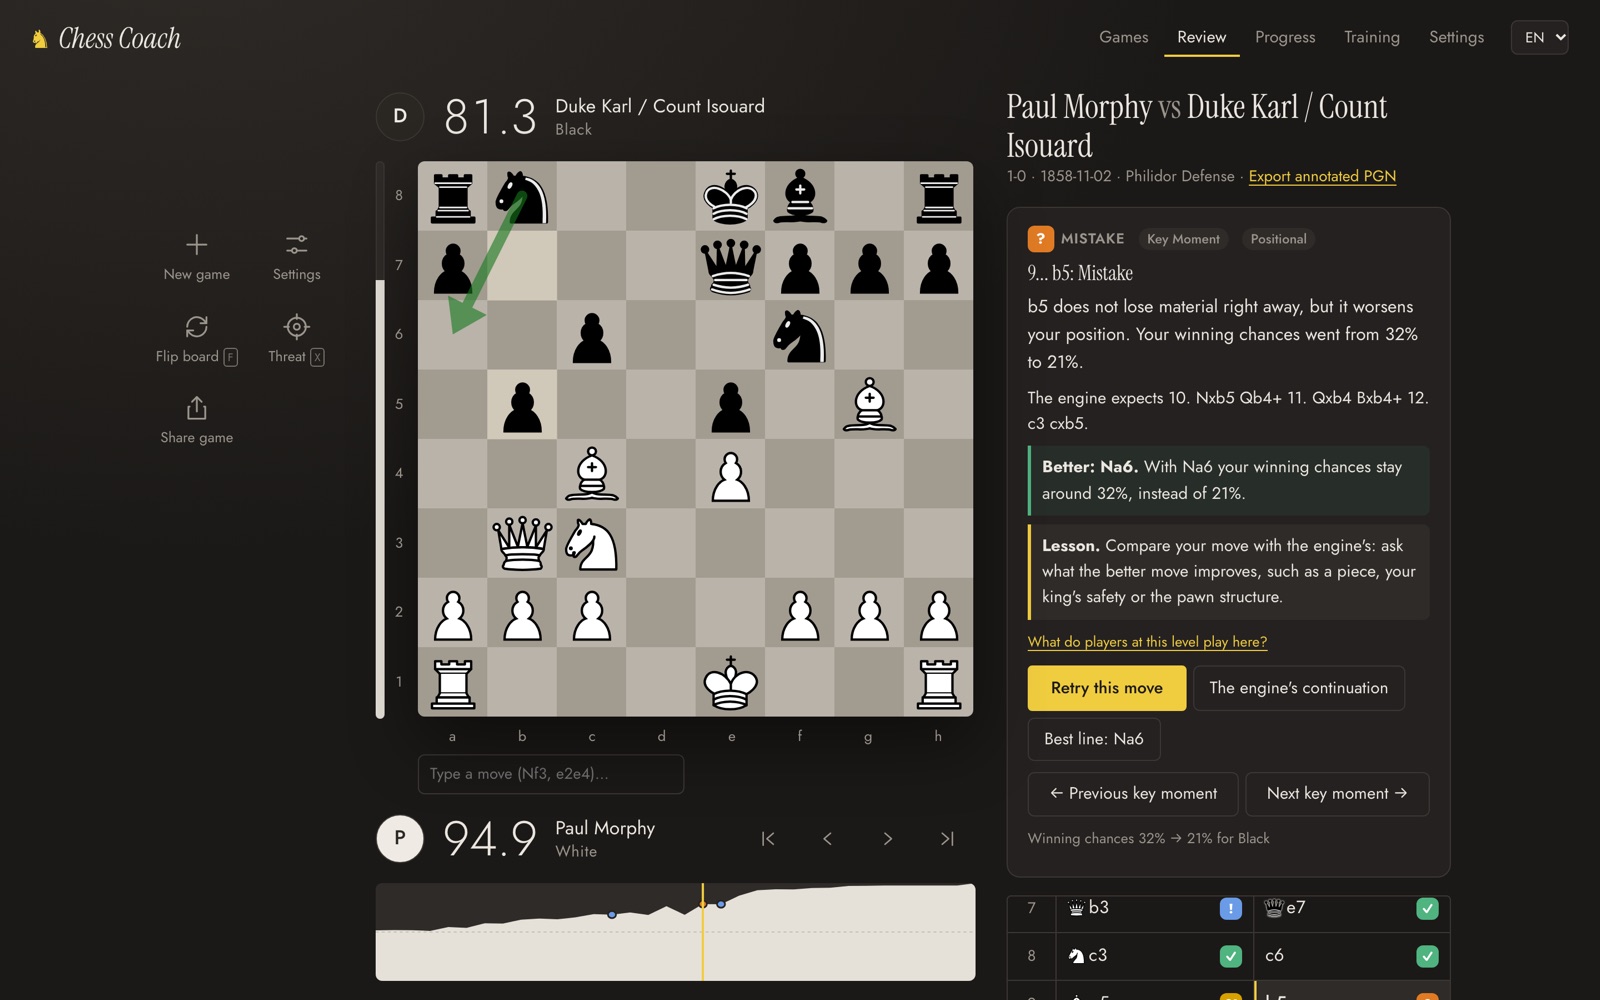 Chess Coach
Games
Review
Progress
Training
Settings
EN
D
81.3
Duke Karl / Count Isouard
Black
New game
Settings
Flip board F
Threat X
Share game
8
7
6
5
4
3
2
1
a b c d e f g h
Type a move (Nf3, e2e4)...
P
94.9
Paul Morphy
White
Paul Morphy vs Duke Karl / Count
Isouard
1-0 · 1858-11-02 · Philidor Defense · Export annotated PGN
? MISTAKE Key Moment Positional
9... b5: Mistake
b5 does not lose material right away, but it worsens
your position. Your winning chances went from 32%
to 21%.
The engine expects 10. Nxb5 Qb4+ 11. Qxb4 Bxb4+ 12.
c3 cxb5.
Better: Na6. With Na6 your winning chances stay
around 32%, instead of 21%.
Lesson. Compare your move with the engine's: ask
what the better move improves, such as a piece, your
king's safety or the pawn structure.
What do players at this level play here?
Retry this move
The engine's continuation
Best line: Na6
← Previous key moment
Next key moment →
Winning chances 32% → 21% for Black
7 ♛b3 ! ♕e7
8 ♞c3 c6